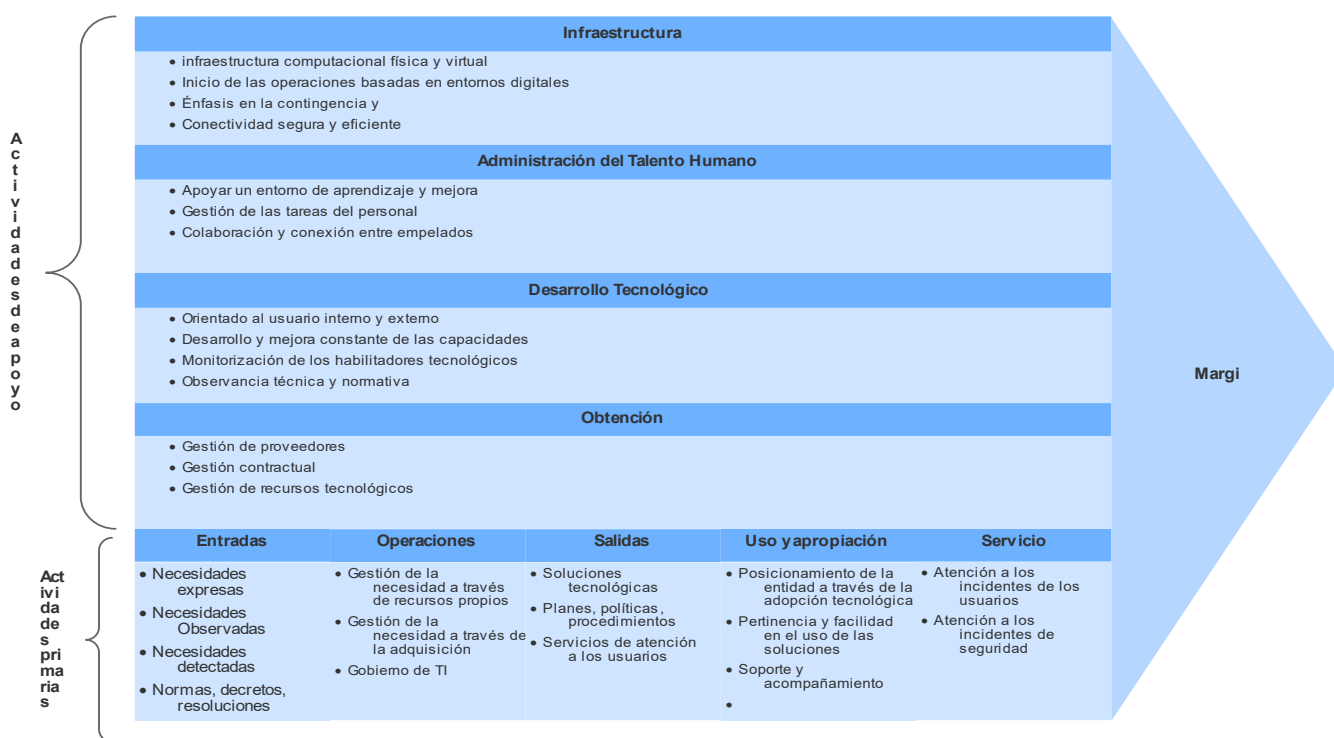 Infraestructura
• infraestructura computacional física y virtual
• Inicio de las operaciones basadas en entornos digitales
• Énfasis en la contingencia y
• Conectividad segura y eficiente
Administración del Talento Humano
• Apoyar un entorno de aprendizaje y mejora
• Gestión de las tareas del personal
• Colaboración y conexión entre empelados
Desarrollo Tecnológico
• Orientado al usuario interno y externo
• Desarrollo y mejora constante de las capacidades
• Monitorización de los habilitadores tecnológicos
• Observancia técnica y normativa
Obtención
• Gestión de proveedores
• Gestión contractual
• Gestión de recursos tecnológicos
A
c
t
i
v
i
d
a
d
e
s
d
e
a
p
o
y
o
Margi
Act
ivi
da
de
s
pri
ma
ria
s
Entradas
• Necesidades
expresas
• Necesidades
Observadas
• Necesidades
detectadas
• Normas, decretos,
resoluciones
Operaciones
• Gestión de la
necesidad a través
de recursos propios
• Gestión de la
necesidad a través de
la adquisición
• Gobierno de TI
Salidas
• Soluciones
tecnológicas
• Planes, políticas,
procedimientos
• Servicios de atención
a los usuarios
Uso yapropiación
• Posicionamiento de la
entidad a través de la
adopción tecnológica
• Pertinencia y facilidad
en el uso de las
soluciones
• Soporte y
acompañamiento
•
Servicio
• Atención a los
incidentes de los
usuarios
• Atención a los
incidentes de
seguridad